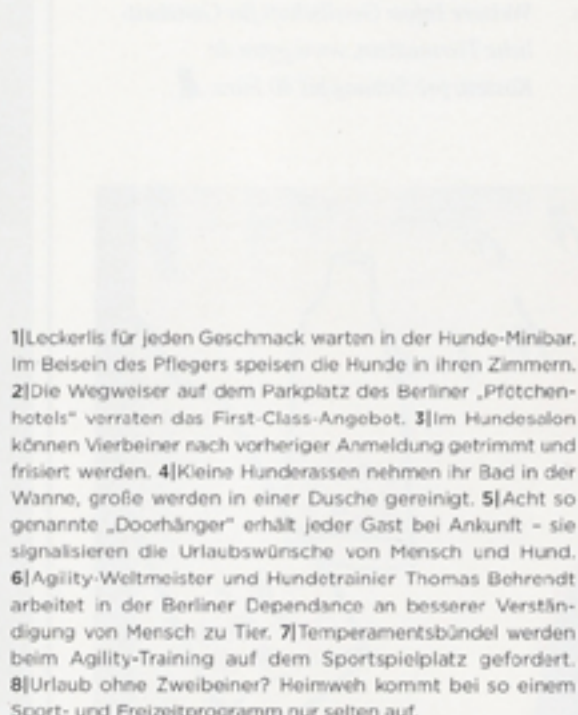 1|Leckerlis für jeden Geschmack warten in der Hunde-Minibar.
Im Beisein des Pflegers speisen die Hunde in ihren Zimmern.
2|Die Wegweiser auf dem Parkplatz des Berliner „Pfötchen-
hotels“ verraten das First-Class-Angebot. 3|Im Hundesalon
können Vierbeiner nach vorheriger Anmeldung getrimmt und
frisiert werden. 4|Kleine Hunderassen nehmen ihr Bad in der
Wanne, große werden in einer Dusche gereinigt. 5|Acht so
genannte „Doorhänger“ erhält jeder Gast bei Ankunft – sie
signalisieren die Urlaubswünsche von Mensch und Hund.
6|Agility-Weltmeister und Hundetrainier Thomas Behrendt
arbeitet in der Berliner Dependance an besserer Verstän-
digung von Mensch zu Tier. 7|Temperamentsbündel werden
beim Agility-Training auf dem Sportspielplatz gefordert.
8|Urlaub ohne Zweibeiner? Heimweh kommt bei so einem
Sport- und Freizeitprogramm nur selten auf.